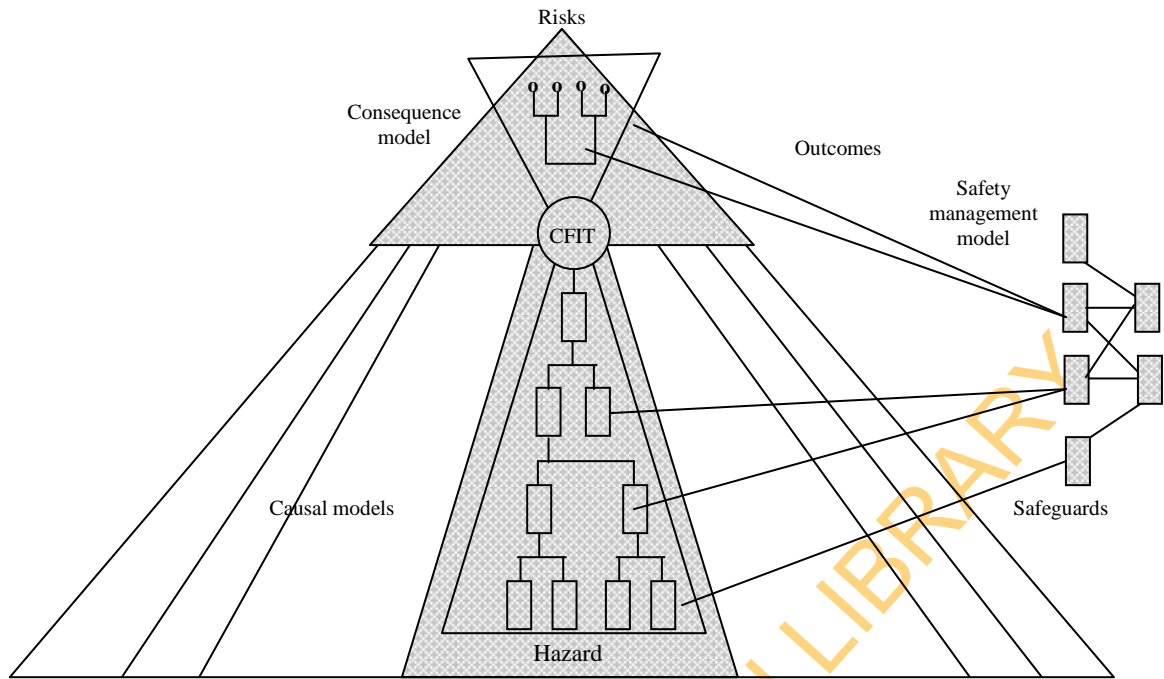 Risks
Consequence
model
Outcomes
Safety
management
model
CFIT
Causal models
Safeguards
Hazard
LIBRARY